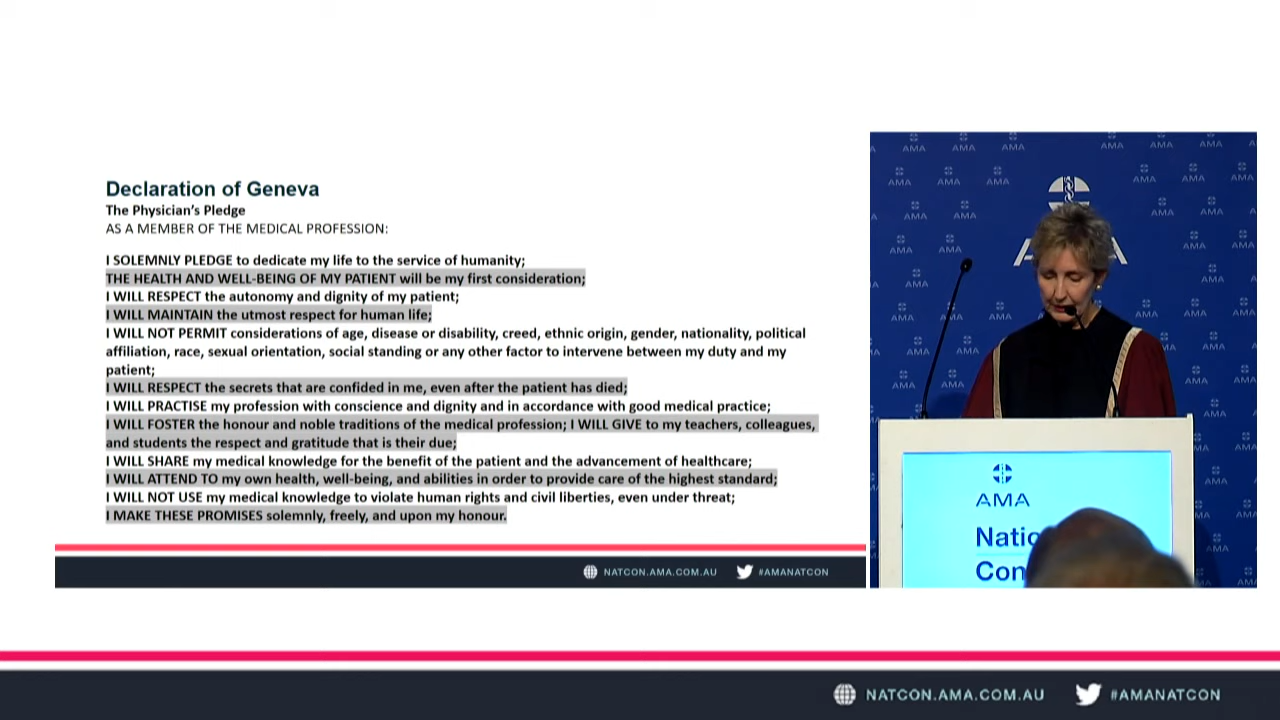 Declaration of Geneva
The Physician's Pledge
AS A MEMBER OF THE MEDICAL PROFESSION:
I SOLEMNLY PLEDGE to dedicate my life to the service of humanity;
THE HEALTH AND WELL-BEING OF MY PATIENT will be my first consideration;
I WILL RESPECT the autonomy and dignity of my patient;
I WILL MAINTAIN the utmost respect for human life;
I WILL NOT PERMIT considerations of age, disease or disability, creed, ethnic origin, gender, nationality, political
affiliation, race, sexual orientation, social standing or any other factor to intervene between my duty and my
patient;
I WILL RESPECT the secrets that are confided in me, even after the patient has died;
I WILL PRACTISE my profession with conscience and dignity and in accordance with good medical practice;
I WILL FOSTER the honour and noble traditions of the medical profession; I WILL GIVE to my teachers, colleagues,
and students the respect and gratitude that is their due;
I WILL SHARE my medical knowledge for the benefit of the patient and the advancement of healthcare;
I WILL ATTEND TO my own health, well-being, and abilities in order to provide care of the highest standard;
I WILL NOT USE my medical knowledge to violate human rights and civil liberties, even under threat;
I MAKE THESE PROMISES solemnly, freely, and upon my honour.
NATCON.AMA.COM.AU #AMANATCON
AMA
AMA
Natio
Con
NATCON.AMA.COM.AU #AMANATCON